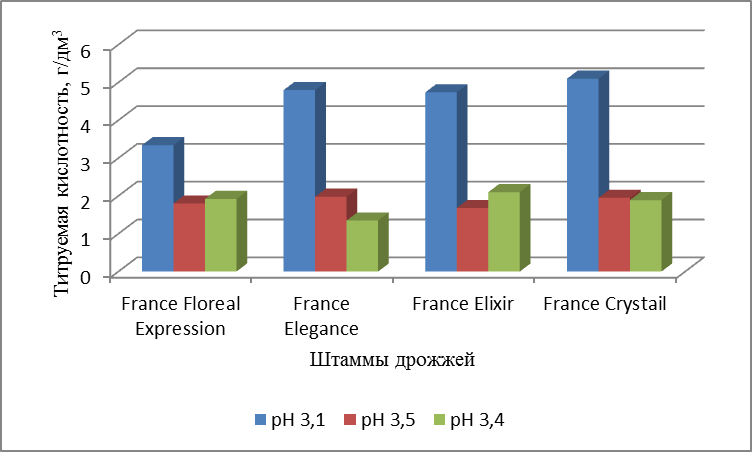 Титруемая кислотность, г/дм³
6
5
4
3
2
1
0
France Floreal
Expression
France
Elegance
France Elixir
France Crystail
Штаммы дрожжей
pH 3,1
pH 3,5
pH 3,4